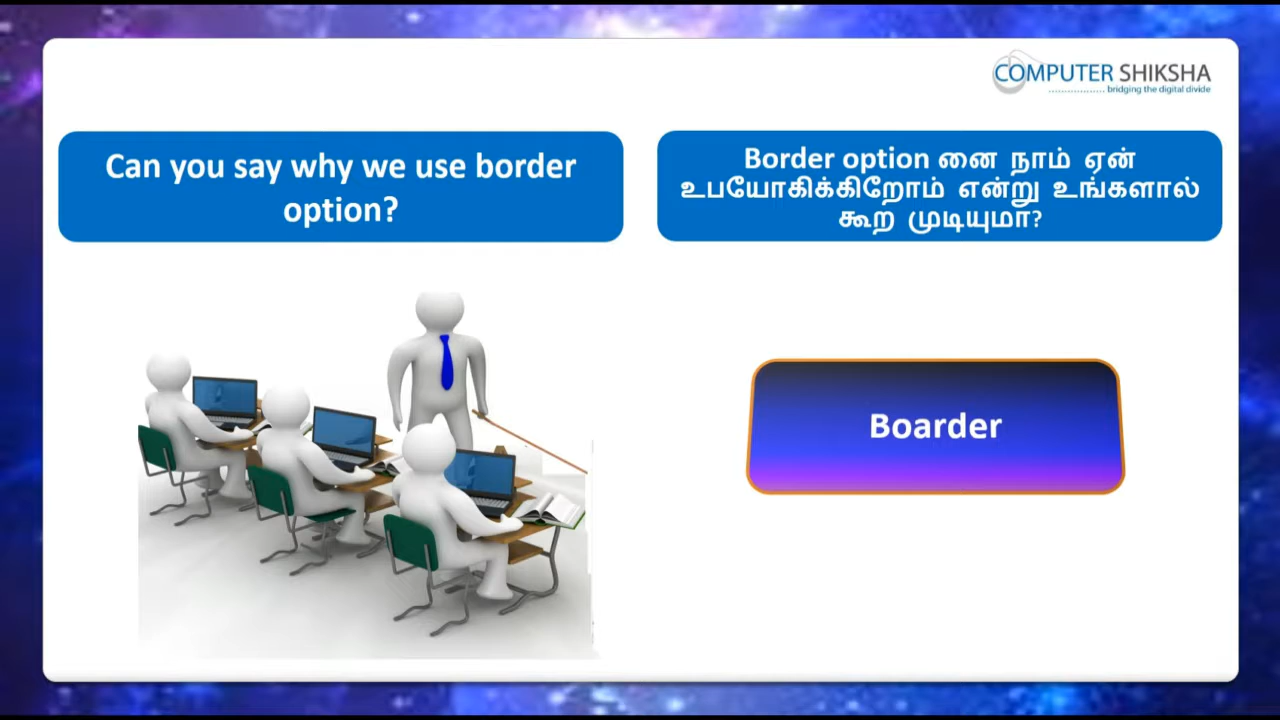 COMPUTER SHIKSHA
bridging the digital divide
Can you say why we use border
option?
Border option னை நாம் ஏன்
உபயோகிக்கிறோம் என்று உங்களால்
கூற முடியுமா?
Boarder